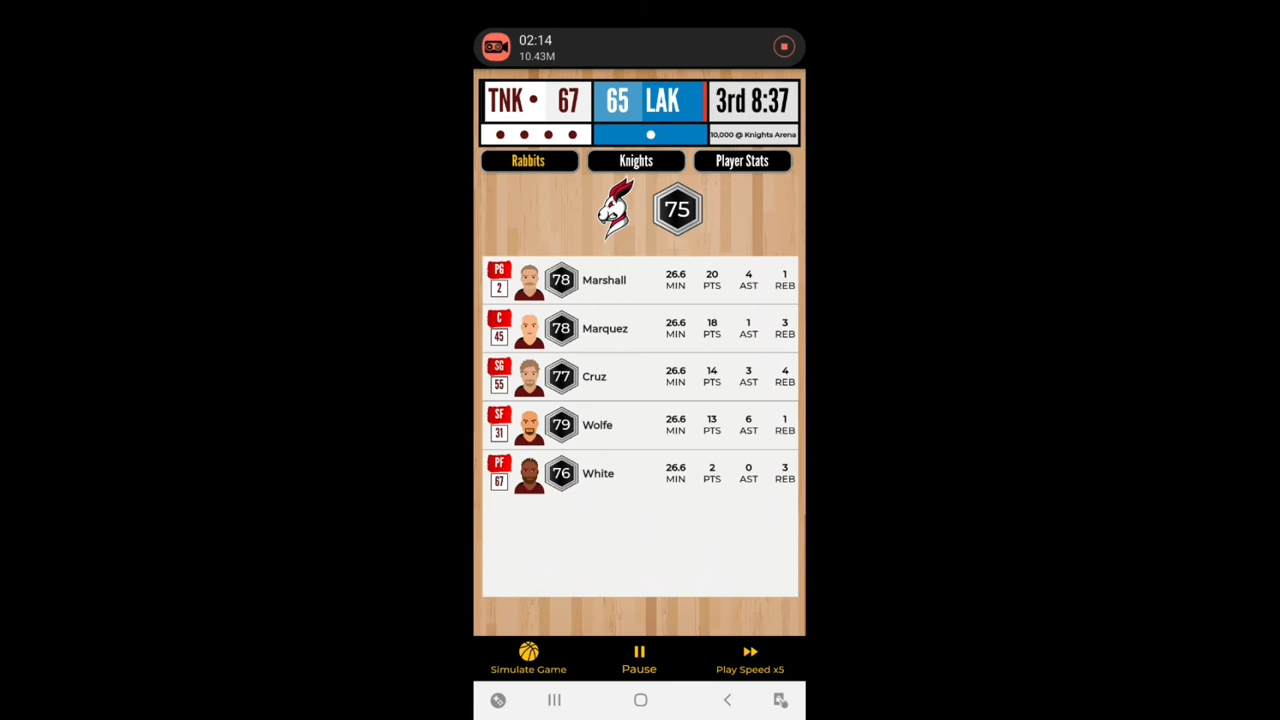 02:14
10.43M
TNK • 67 65 LAK 3rd 8:37
10,000 @ Knights Arena
Rabbits Knights Player Stats
75
PG 2 78 Marshall 26.6 MIN 20 PTS 4 AST 1 REB
C 45 78 Marquez 26.6 MIN 18 PTS 1 AST 3 REB
SG 55 77 Cruz 26.6 MIN 14 PTS 3 AST 4 REB
SF 31 79 Wolfe 26.6 MIN 13 PTS 6 AST 1 REB
PF 67 76 White 26.6 MIN 2 PTS 0 AST 3 REB
Simulate Game Pause Play Speed x5